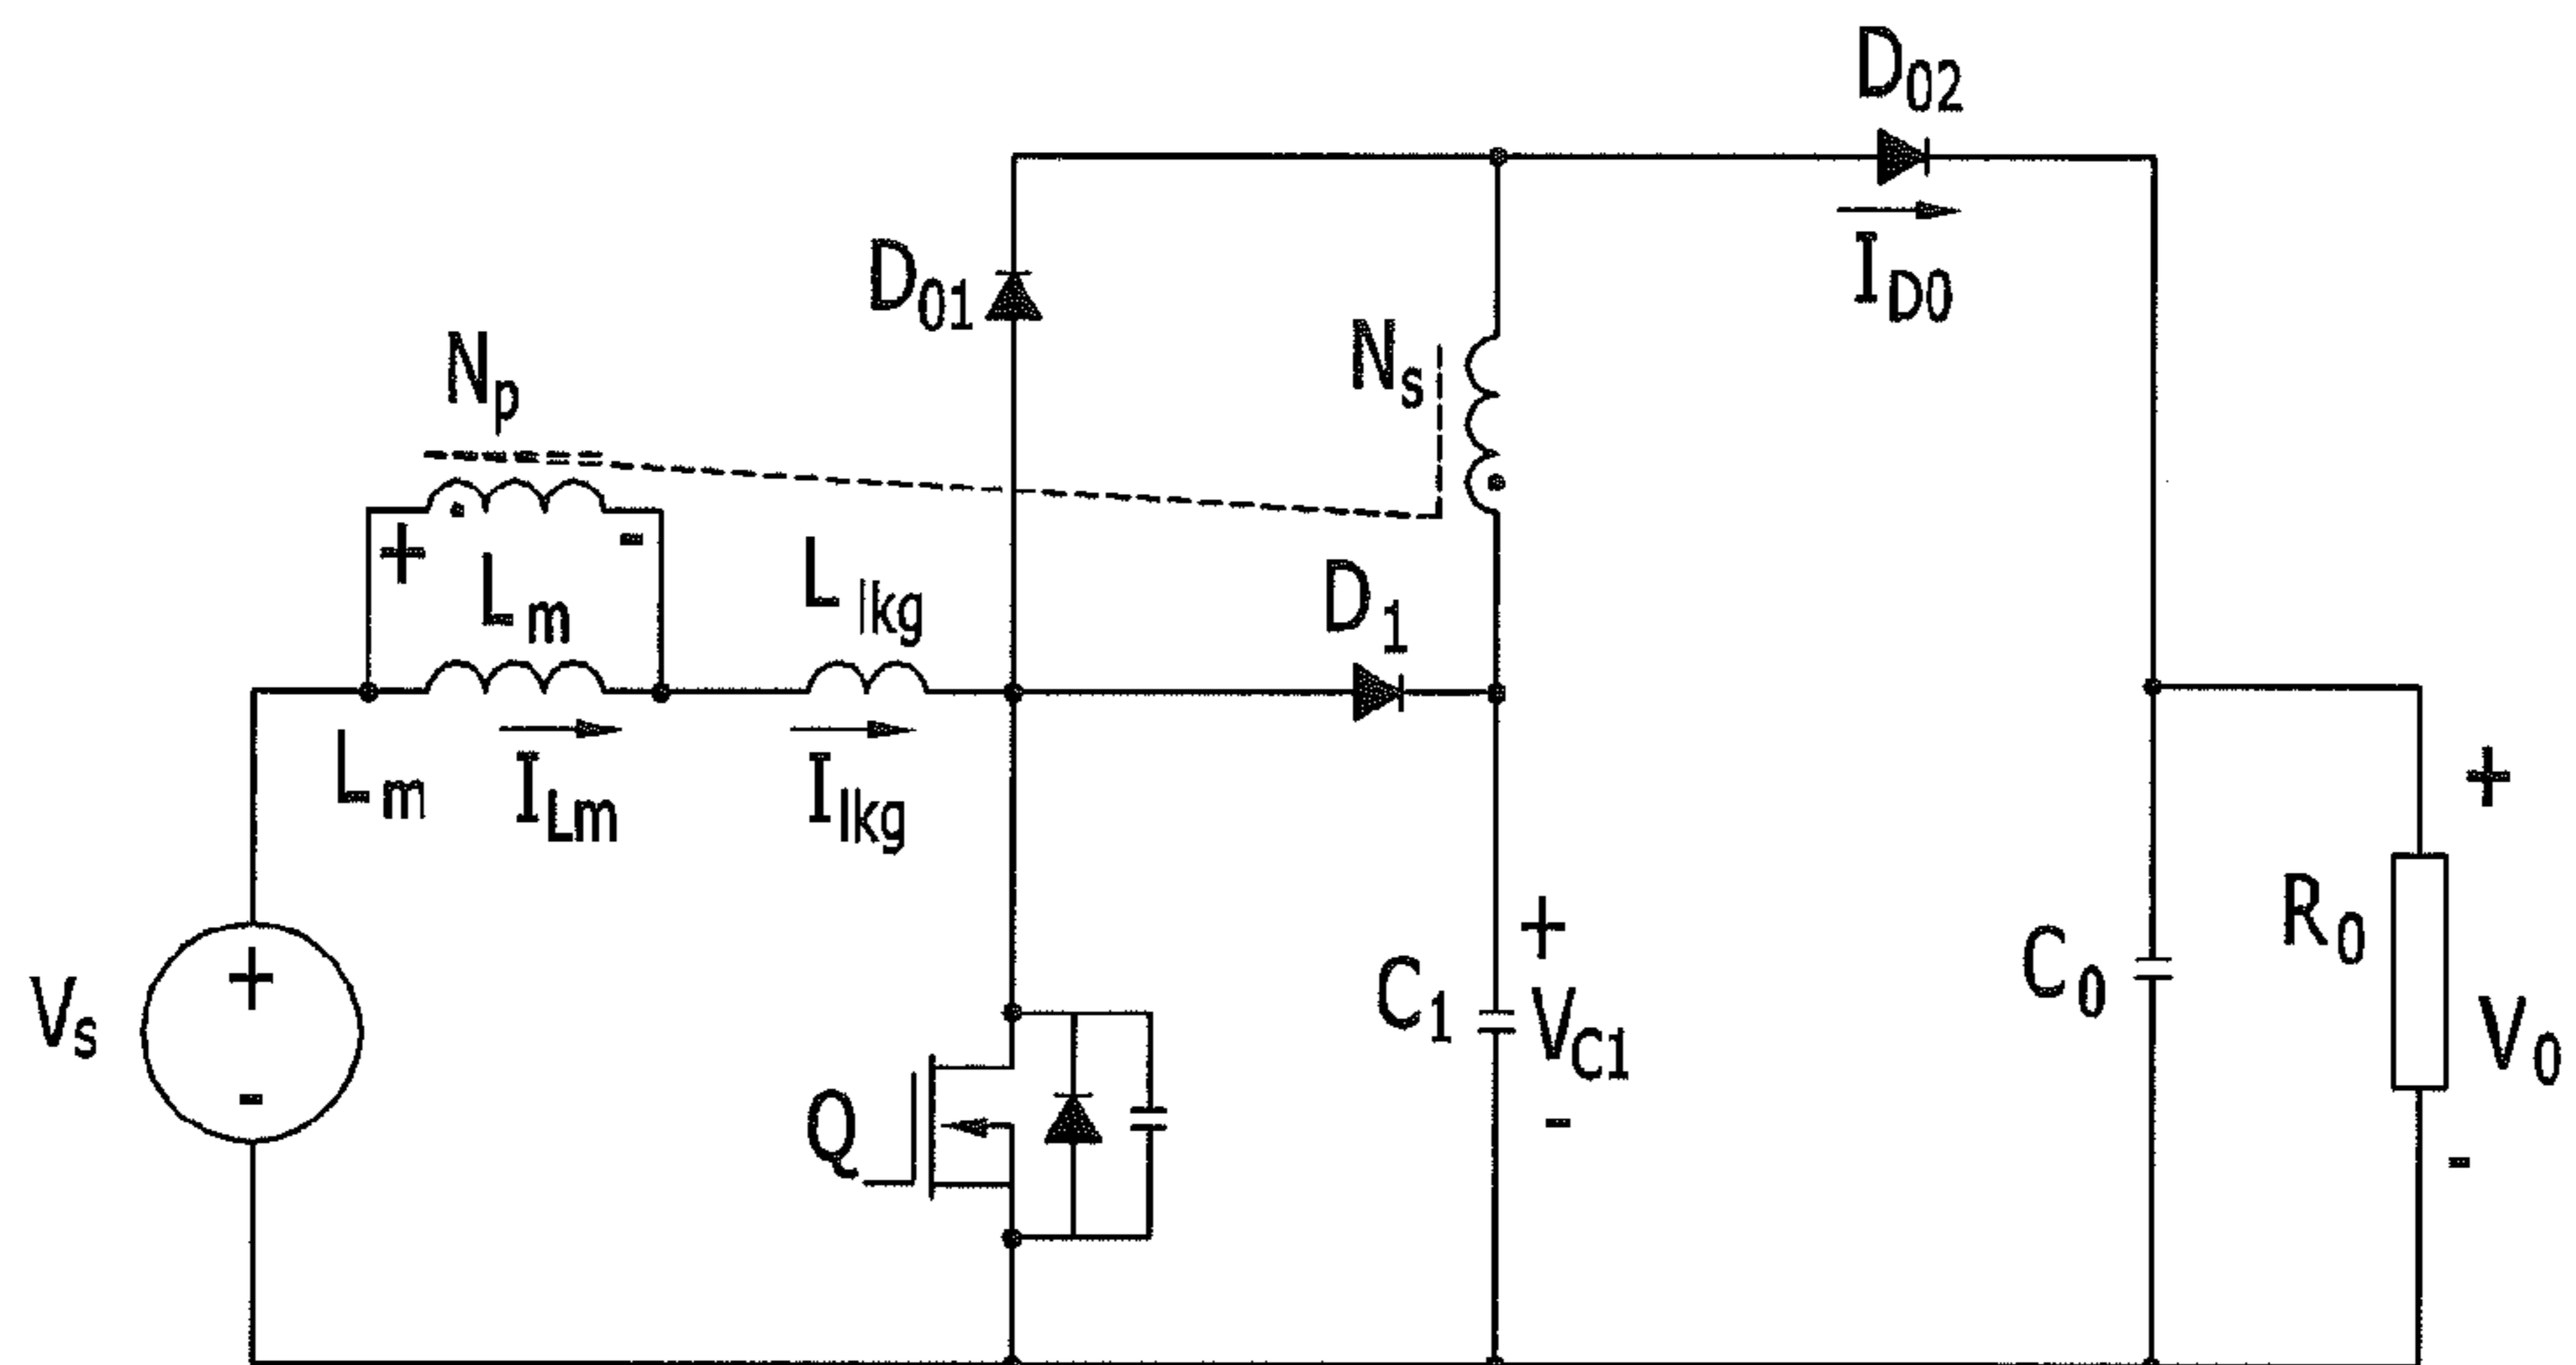 D02
ID0
D01
Ns
Np
+ -
Lm
Llkg
D1
Lm
ILm
Ilkg
+
R0
V0
-
+
C1
VC1
-
C0
Vs
+
-
Q